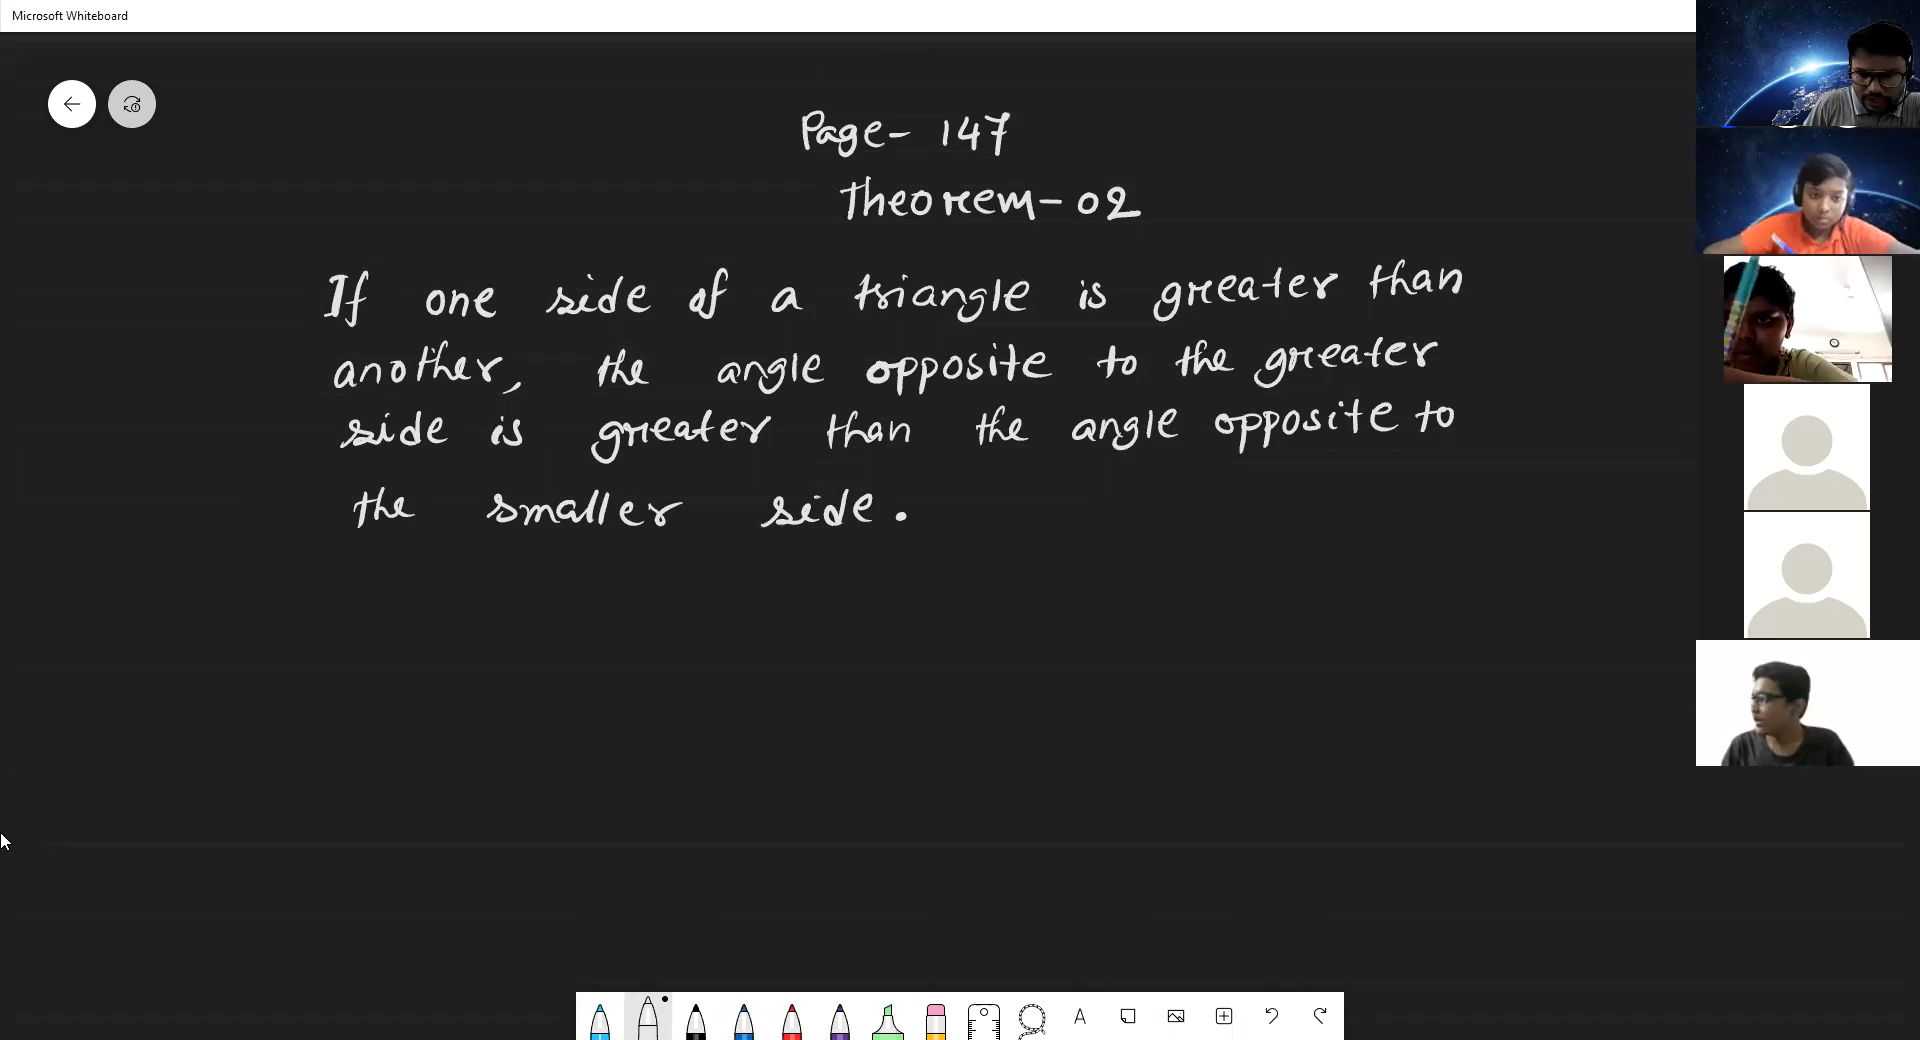 Microsoft Whiteboard
Page- 147
Theorem- 02
If one side of a triangle is greater than
another, the angle opposite to the greater
side is greater than the angle opposite to
the smaller side.